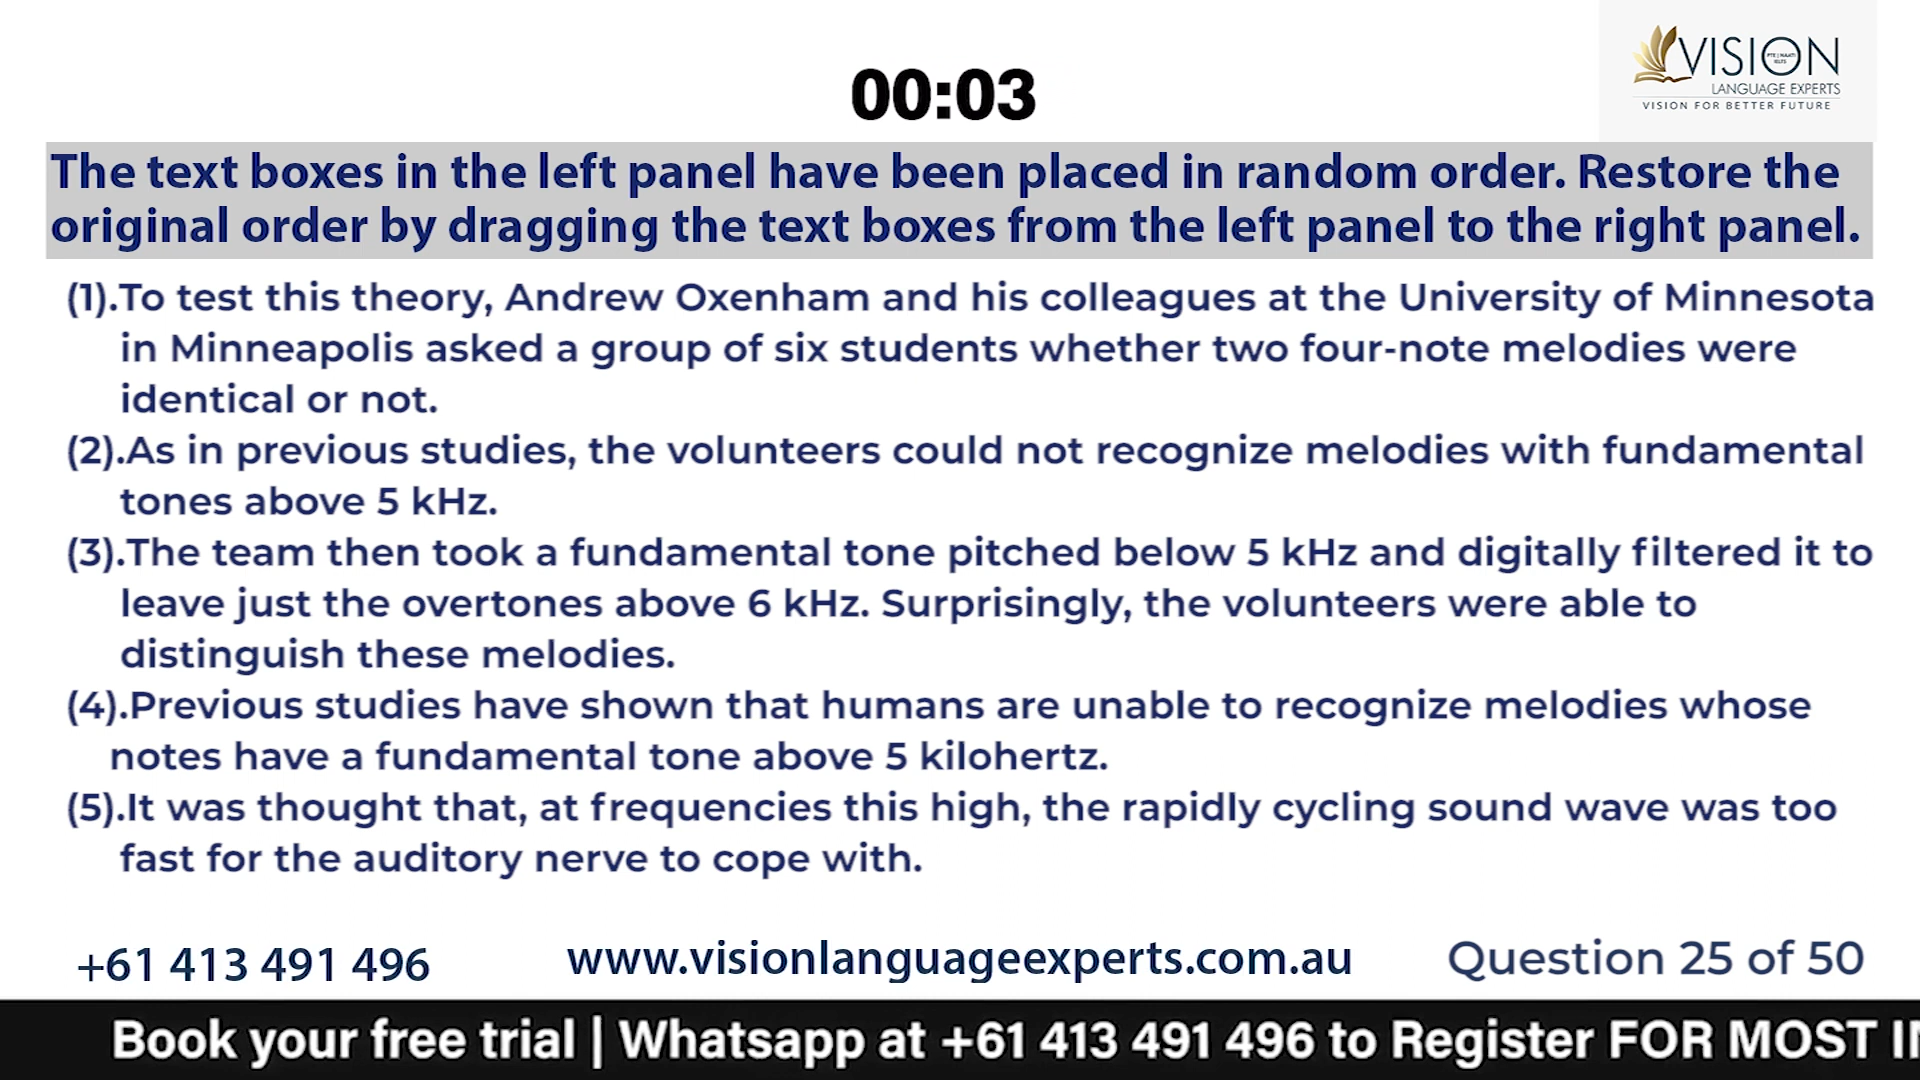 VISION
PTE | NAATI
IELTS
LANGUAGE EXPERTS
VISION FOR BETTER FUTURE
00:03
The text boxes in the left panel have been placed in random order. Restore the
original order by dragging the text boxes from the left panel to the right panel.
(1).To test this theory, Andrew Oxenham and his colleagues at the University of Minnesota
in Minneapolis asked a group of six students whether two four-note melodies were
identical or not.
(2).As in previous studies, the volunteers could not recognize melodies with fundamental
tones above 5 kHz.
(3).The team then took a fundamental tone pitched below 5 kHz and digitally filtered it to
leave just the overtones above 6 kHz. Surprisingly, the volunteers were able to
distinguish these melodies.
(4).Previous studies have shown that humans are unable to recognize melodies whose
notes have a fundamental tone above 5 kilohertz.
(5).It was thought that, at frequencies this high, the rapidly cycling sound wave was too
fast for the auditory nerve to cope with.
+61 413 491 496 www.visionlanguageexperts.com.au Question 25 of 50
Book your free trial | Whatsapp at +61 413 491 496 to Register FOR MOST